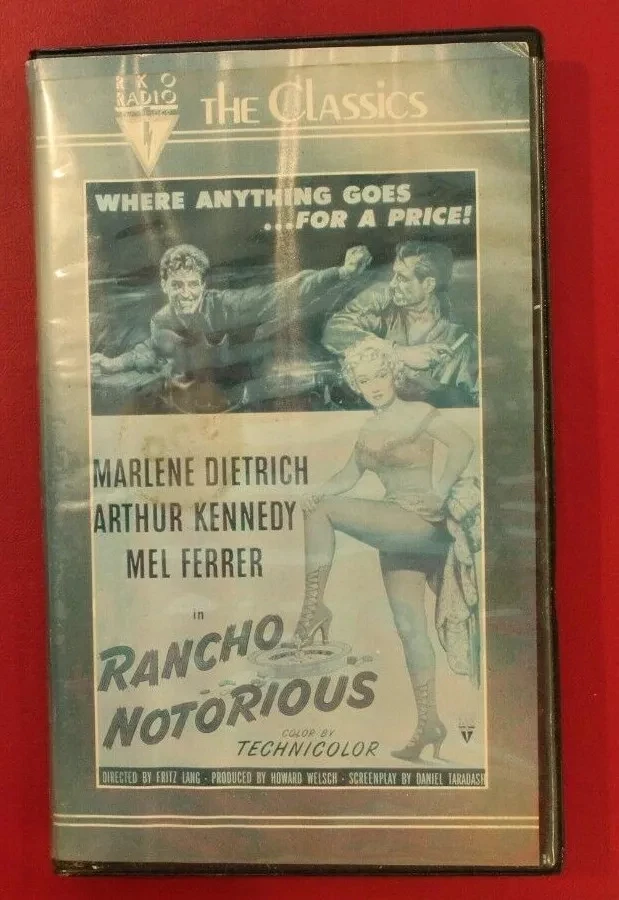 RKO
RADIO
THE CLASSICS
WHERE ANYTHING GOES
...FOR A PRICE!
MARLENE DIETRICH
ARTHUR KENNEDY
MEL FERRER
in
RANCHO
NOTORIOUS
COLOR BY
TECHNICOLOR
DIRECTED BY FRITZ LANG · PRODUCED BY HOWARD WELSCH · SCREENPLAY BY DANIEL TARADASH